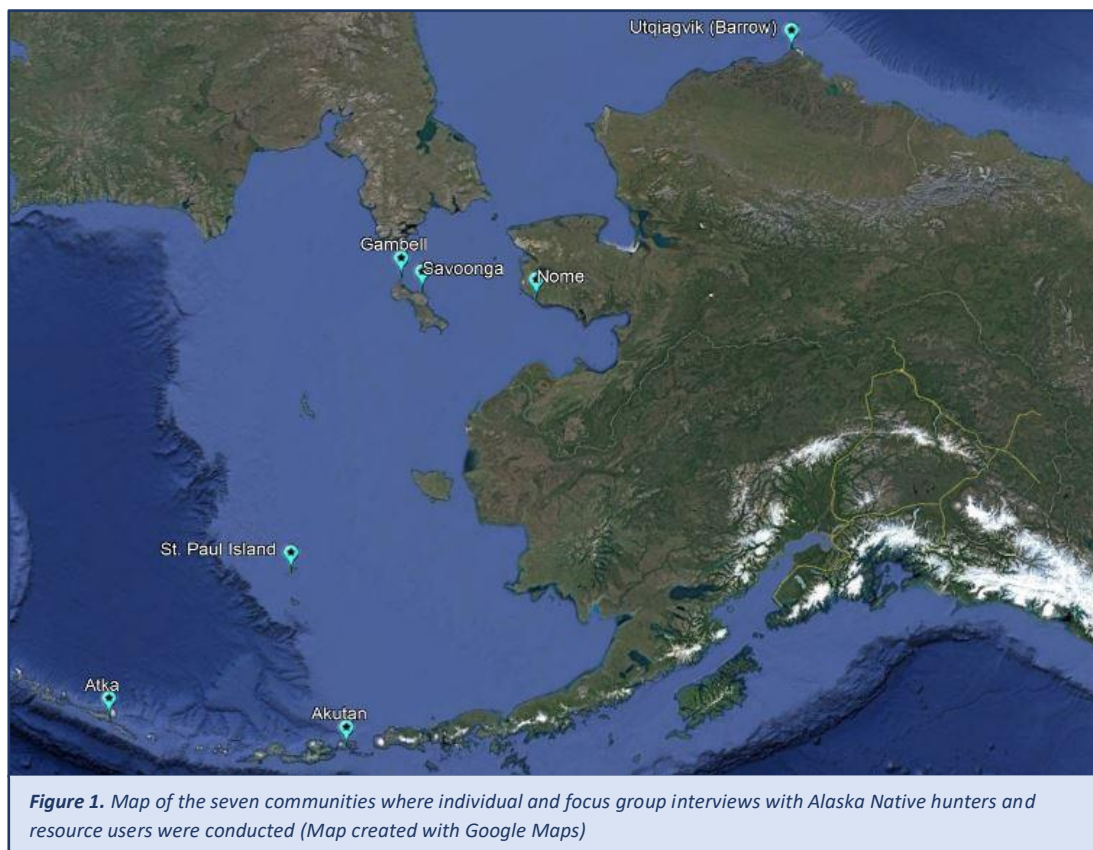 Utqiagvik (Barrow)
Gambell
Savoonga
Nome
St. Paul Island
Atka
Akutan
Figure 1. Map of the seven communities where individual and focus group interviews with Alaska Native hunters and
resource users were conducted (Map created with Google Maps)